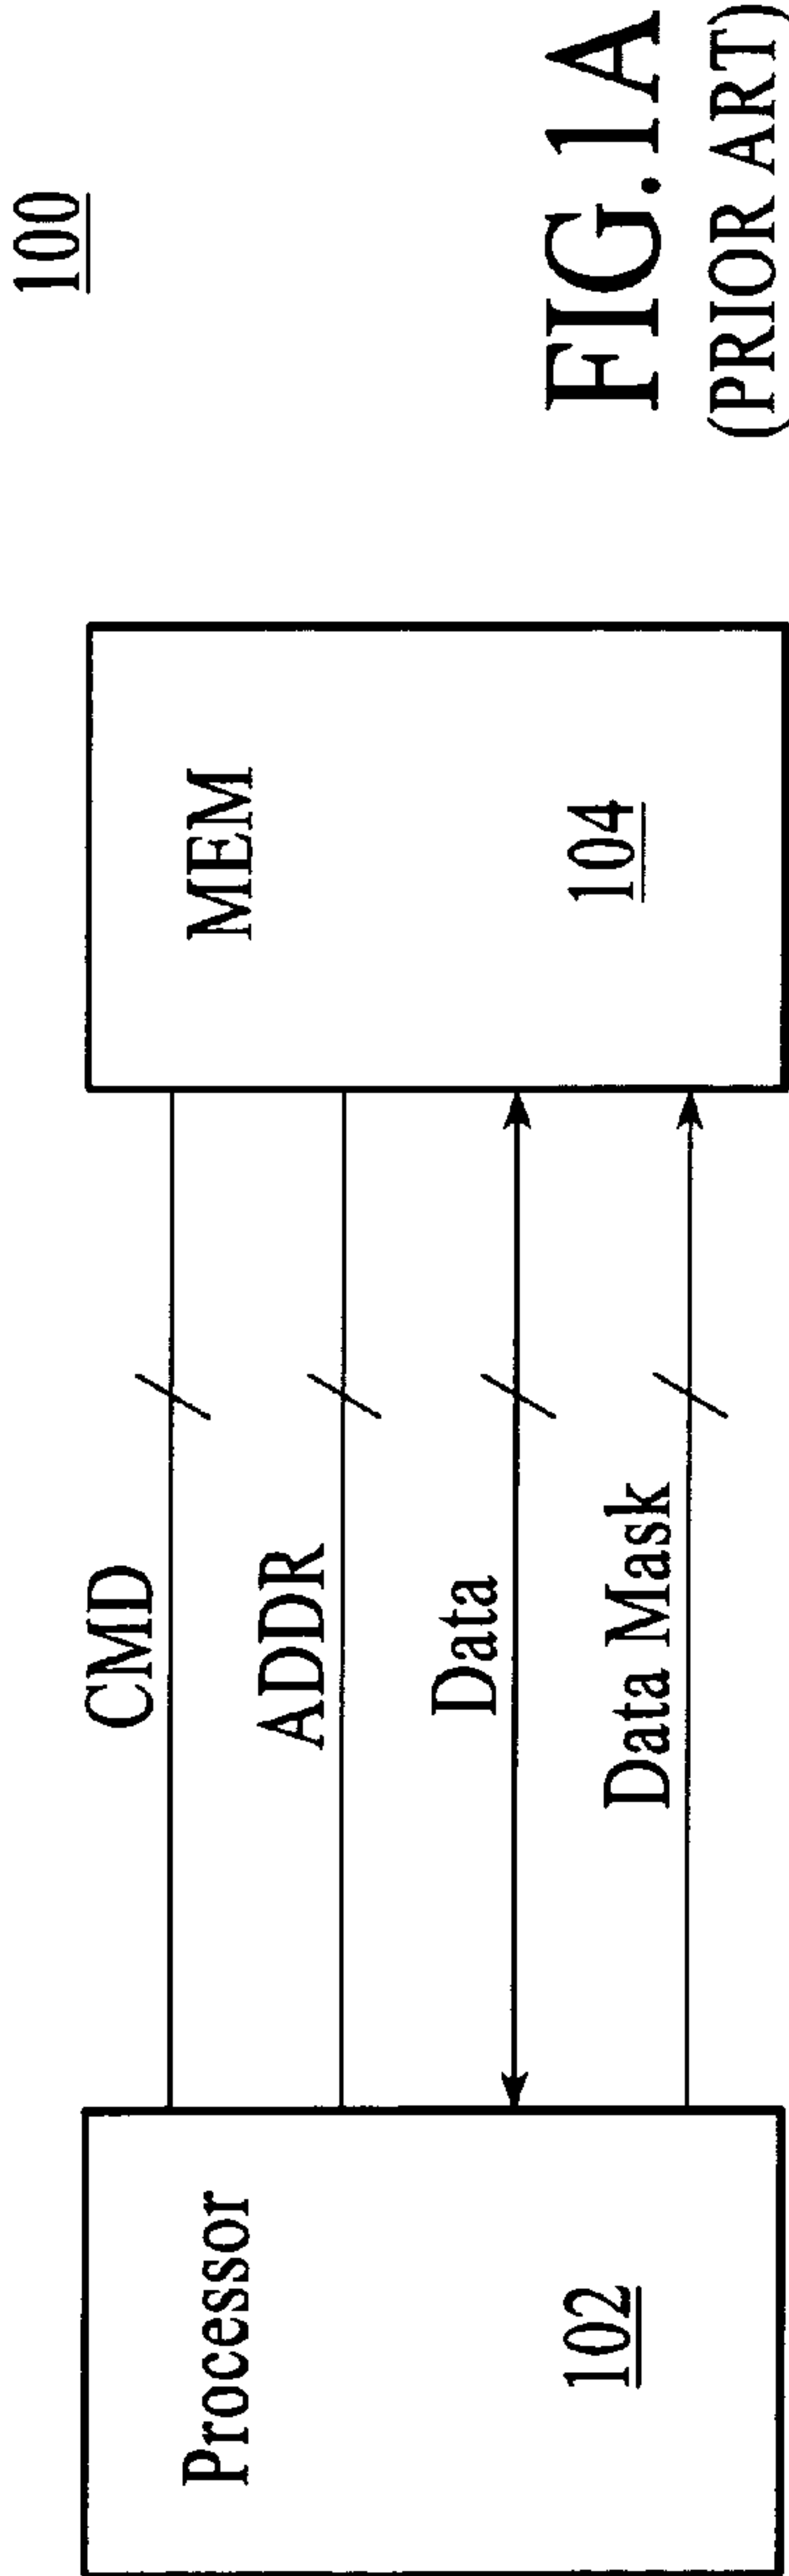 100
Processor
102
CMD
ADDR
Data
Data Mask
MEM
104
FIG.1A
(PRIOR ART)